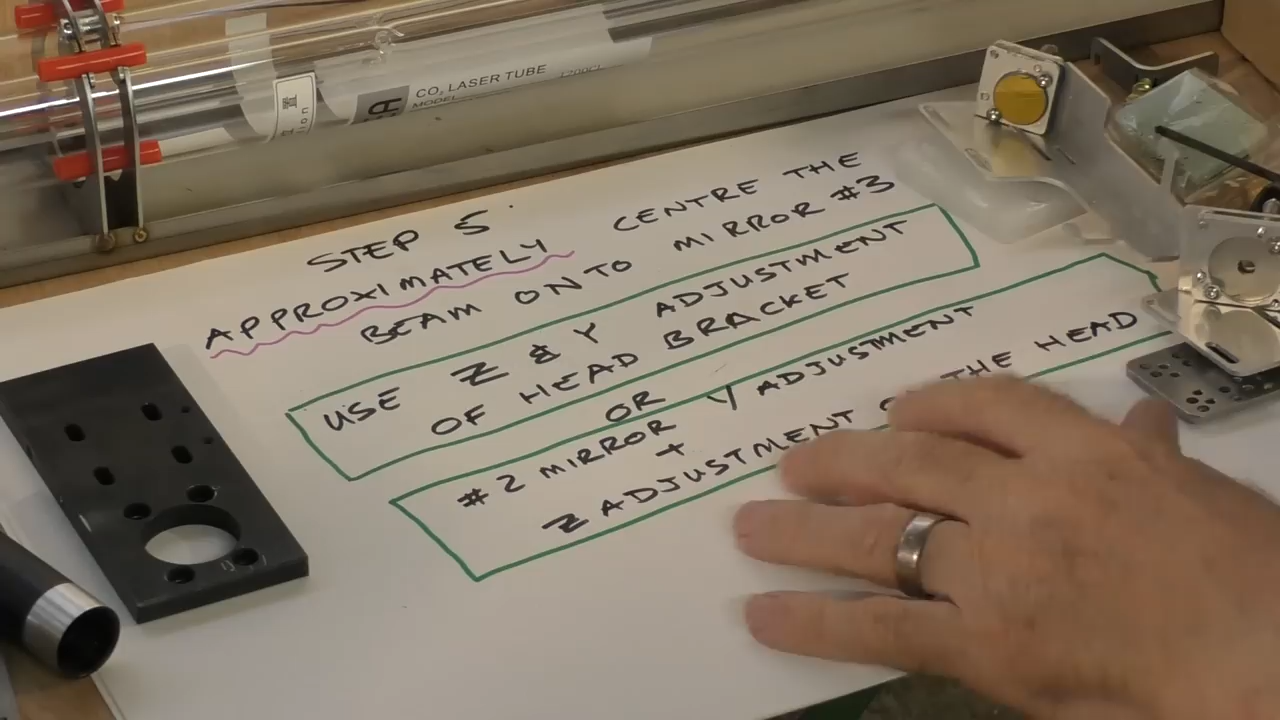 CO₂ LASER TUBE
MODEL
STEP 5.
APPROXIMATELY CENTRE THE
BEAM ONTO MIRROR #3
USE Z & Y ADJUSTMENT
OF HEAD BRACKET
OR
#2 MIRROR Y ADJUSTMENT
+
Z ADJUSTMENT THE HEAD